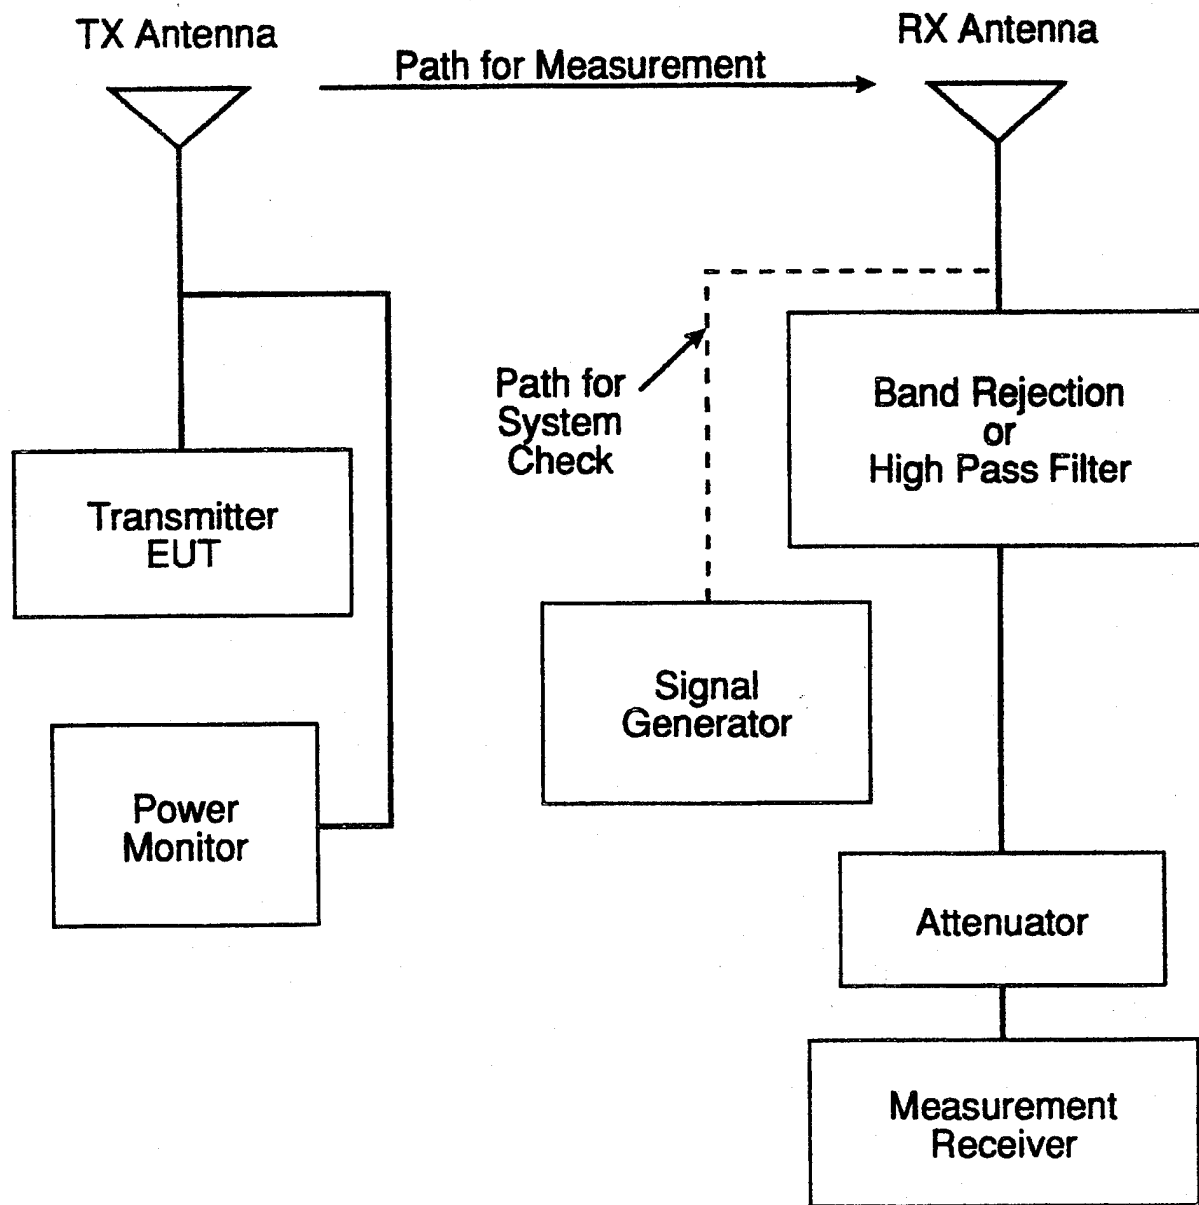 TX Antenna
RX Antenna
Path for Measurement
Path for
System
Check
Band Rejection
or
High Pass Filter
Transmitter
EUT
Signal
Generator
Power
Monitor
Attenuator
Measurement
Receiver